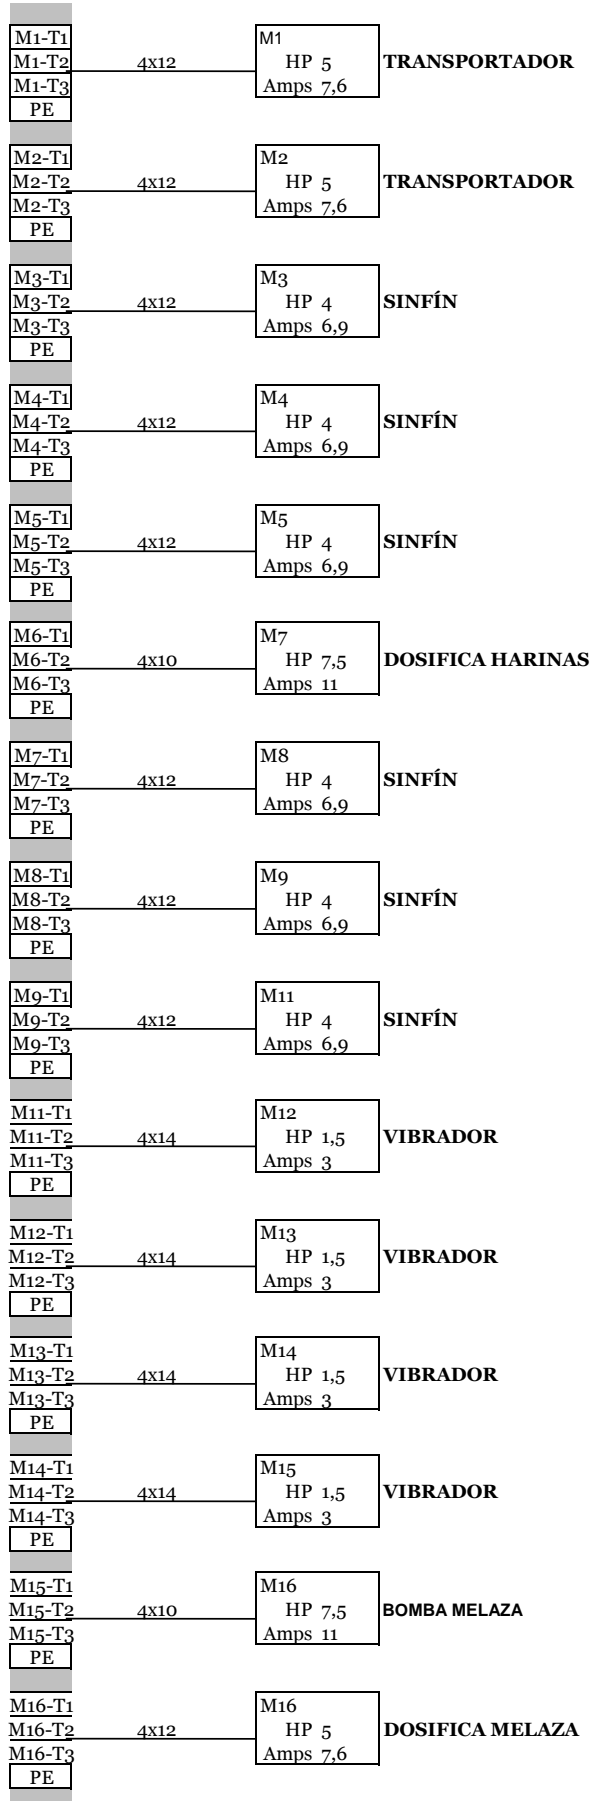 M1-T1 M1
M1-T2 4x12 HP 5 TRANSPORTADOR
M1-T3 Amps 7,6
PE
M2-T1 M2
M2-T2 4x12 HP 5 TRANSPORTADOR
M2-T3 Amps 7,6
PE
M3-T1 M3
M3-T2 4x12 HP 4 SINFÍN
M3-T3 Amps 6,9
PE
M4-T1 M4
M4-T2 4x12 HP 4 SINFÍN
M4-T3 Amps 6,9
PE
M5-T1 M5
M5-T2 4x12 HP 4 SINFÍN
M5-T3 Amps 6,9
PE
M6-T1 M7
M6-T2 4x10 HP 7,5 DOSIFICA HARINAS
M6-T3 Amps 11
PE
M7-T1 M8
M7-T2 4x12 HP 4 SINFÍN
M7-T3 Amps 6,9
PE
M8-T1 M9
M8-T2 4x12 HP 4 SINFÍN
M8-T3 Amps 6,9
PE
M9-T1 M11
M9-T2 4x12 HP 4 SINFÍN
M9-T3 Amps 6,9
PE
M11-T1 M12
M11-T2 4x14 HP 1,5 VIBRADOR
M11-T3 Amps 3
PE
M12-T1 M13
M12-T2 4x14 HP 1,5 VIBRADOR
M12-T3 Amps 3
PE
M13-T1 M14
M13-T2 4x14 HP 1,5 VIBRADOR
M13-T3 Amps 3
PE
M14-T1 M15
M14-T2 4x14 HP 1,5 VIBRADOR
M14-T3 Amps 3
PE
M15-T1 M16
M15-T2 4x10 HP 7,5 BOMBA MELAZA
M15-T3 Amps 11
PE
M16-T1 M16
M16-T2 4x12 HP 5 DOSIFICA MELAZA
M16-T3 Amps 7,6
PE